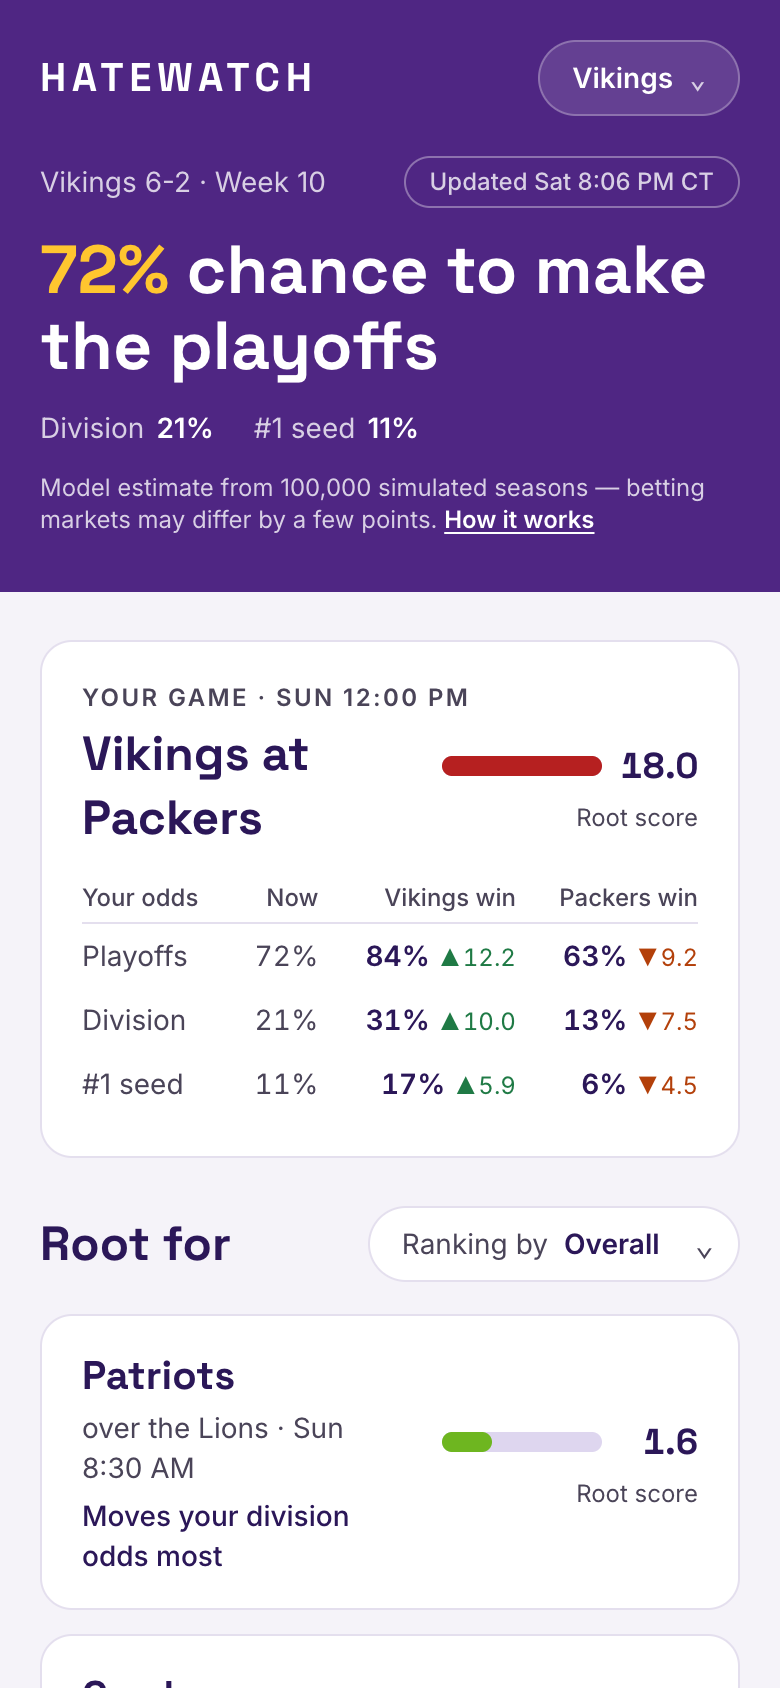 HATEWATCH
Vikings
Vikings 6-2 · Week 10
Updated Sat 8:06 PM CT
72% chance to make
the playoffs
Division 21% #1 seed 11%
Model estimate from 100,000 simulated seasons — betting
markets may differ by a few points. How it works
YOUR GAME · SUN 12:00 PM
Vikings at
Packers
18.0
Root score
Your odds Now Vikings win Packers win
Playoffs 72% 84% ▲12.2 63% ▼9.2
Division 21% 31% ▲10.0 13% ▼7.5
#1 seed 11% 17% ▲5.9 6% ▼4.5
Root for
Ranking by Overall
Patriots
over the Lions · Sun
8:30 AM
Moves your division
odds most
1.6
Root score